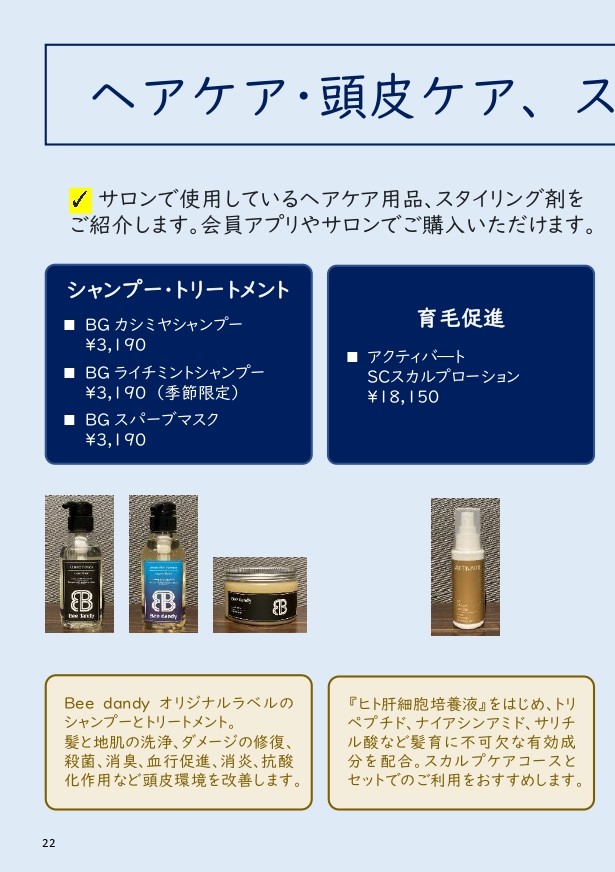 ヘアケア・頭皮ケア、ス
✓ サロンで使用しているヘアケア用品、スタイリング剤を
ご紹介します。会員アプリやサロンでご購入いただけます。
シャンプー・トリートメント
■ BG カシミヤシャンプー
¥3,190
■ BG ライチミントシャンプー
¥3,190（季節限定）
■ BG スパーブマスク
¥3,190
育毛促進
■ アクティバート
SCスカルプローション
¥18,150
Bee dandy
Bee dandy
Bee dandy
Bee dandy オリジナルラベルの
シャンプーとトリートメント。
髪と地肌の洗浄、ダメージの修復、
殺菌、消臭、血行促進、消炎、抗酸
化作用など頭皮環境を改善します。
『ヒト肝細胞培養液』をはじめ、トリ
ペプチド、ナイアシンアミド、サリチ
ル酸など髪育に不可欠な有効成
分を配合。スカルプケアコースと
セットでのご利用をおすすめします。
22